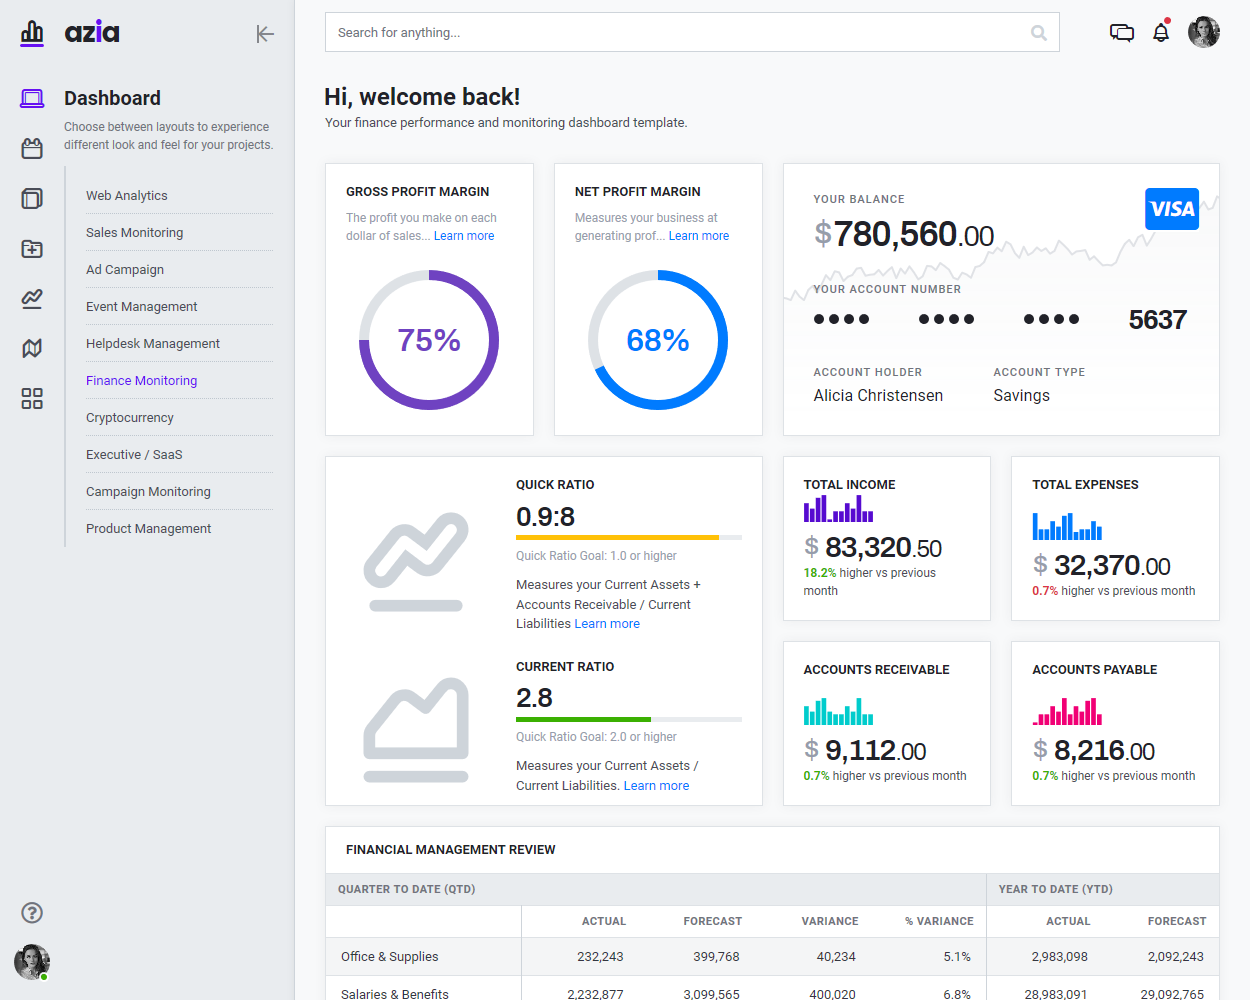 azia
Search for anything...
Dashboard
Choose between layouts to experience
different look and feel for your projects.
Web Analytics
Sales Monitoring
Ad Campaign
Event Management
Helpdesk Management
Finance Monitoring
Cryptocurrency
Executive / SaaS
Campaign Monitoring
Product Management
Hi, welcome back!
Your finance performance and monitoring dashboard template.
GROSS PROFIT MARGIN
The profit you make on each
dollar of sales... Learn more
75%
NET PROFIT MARGIN
Measures your business at
generating prof... Learn more
68%
YOUR BALANCE
$780,560.00
VISA
YOUR ACCOUNT NUMBER
●●●● ●●●● ●●●● 5637
ACCOUNT HOLDER ACCOUNT TYPE
Alicia Christensen Savings
QUICK RATIO
0.9:8
Quick Ratio Goal: 1.0 or higher
Measures your Current Assets +
Accounts Receivable / Current
Liabilities Learn more
CURRENT RATIO
2.8
Quick Ratio Goal: 2.0 or higher
Measures your Current Assets /
Current Liabilities. Learn more
TOTAL INCOME
$ 83,320.50
18.2% higher vs previous
month
TOTAL EXPENSES
$ 32,370.00
0.7% higher vs previous month
ACCOUNTS RECEIVABLE
$ 9,112.00
0.7% higher vs previous month
ACCOUNTS PAYABLE
$ 8,216.00
0.7% higher vs previous month
FINANCIAL MANAGEMENT REVIEW
QUARTER TO DATE (QTD) YEAR TO DATE (YTD)
ACTUAL FORECAST VARIANCE % VARIANCE ACTUAL FORECAST
Office & Supplies 232,243 399,768 40,234 5.1% 2,983,098 2,092,243
Salaries & Benefits 2,232,877 3,099,565 400,020 6.8% 28,983,091 29,092,765